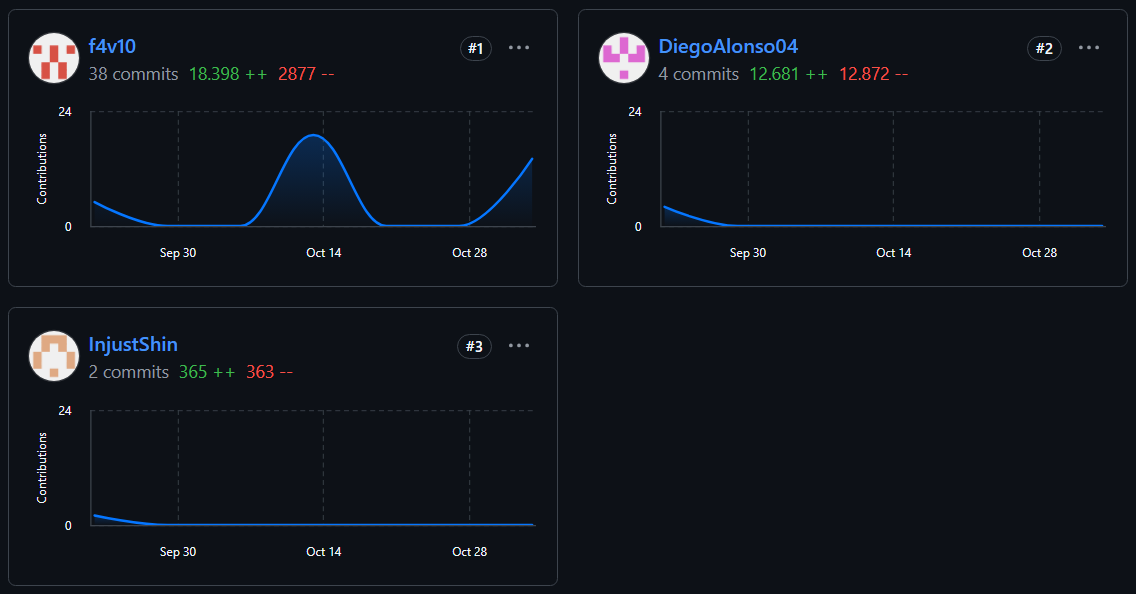 f4v10
#1
38 commits 18.398 ++ 2877 --
24
Contributions
0
Sep 30 Oct 14 Oct 28
DiegoAlonso04
#2
4 commits 12.681 ++ 12.872 --
24
Contributions
0
Sep 30 Oct 14 Oct 28
InjustShin
#3
2 commits 365 ++ 363 --
24
Contributions
0
Sep 30 Oct 14 Oct 28